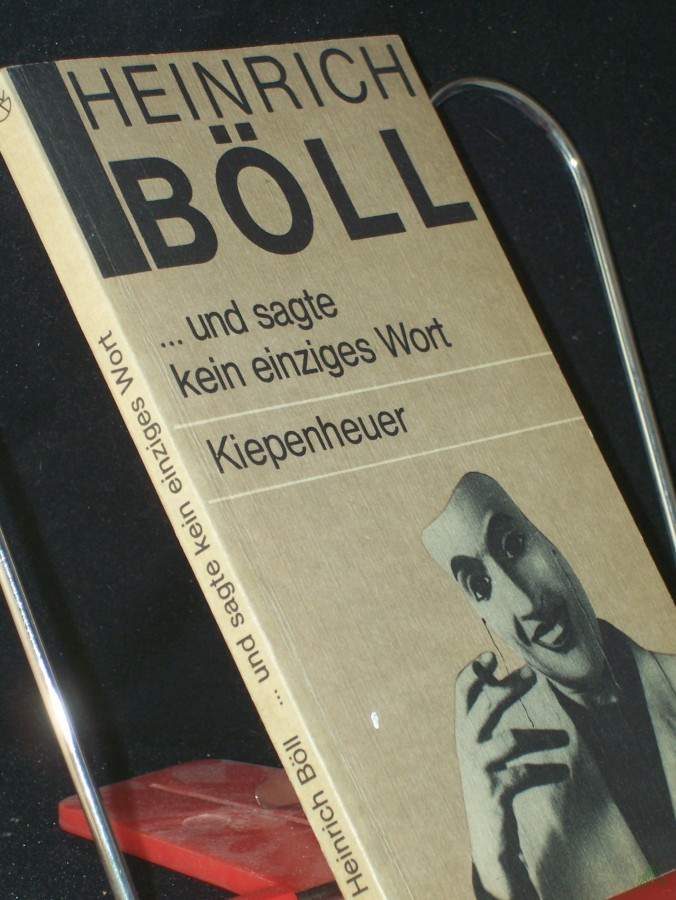 HEINRICH
BÖLL
... und sagte
kein einziges Wort
Kiepenheuer
Heinrich Böll ... und sagte kein einziges Wort